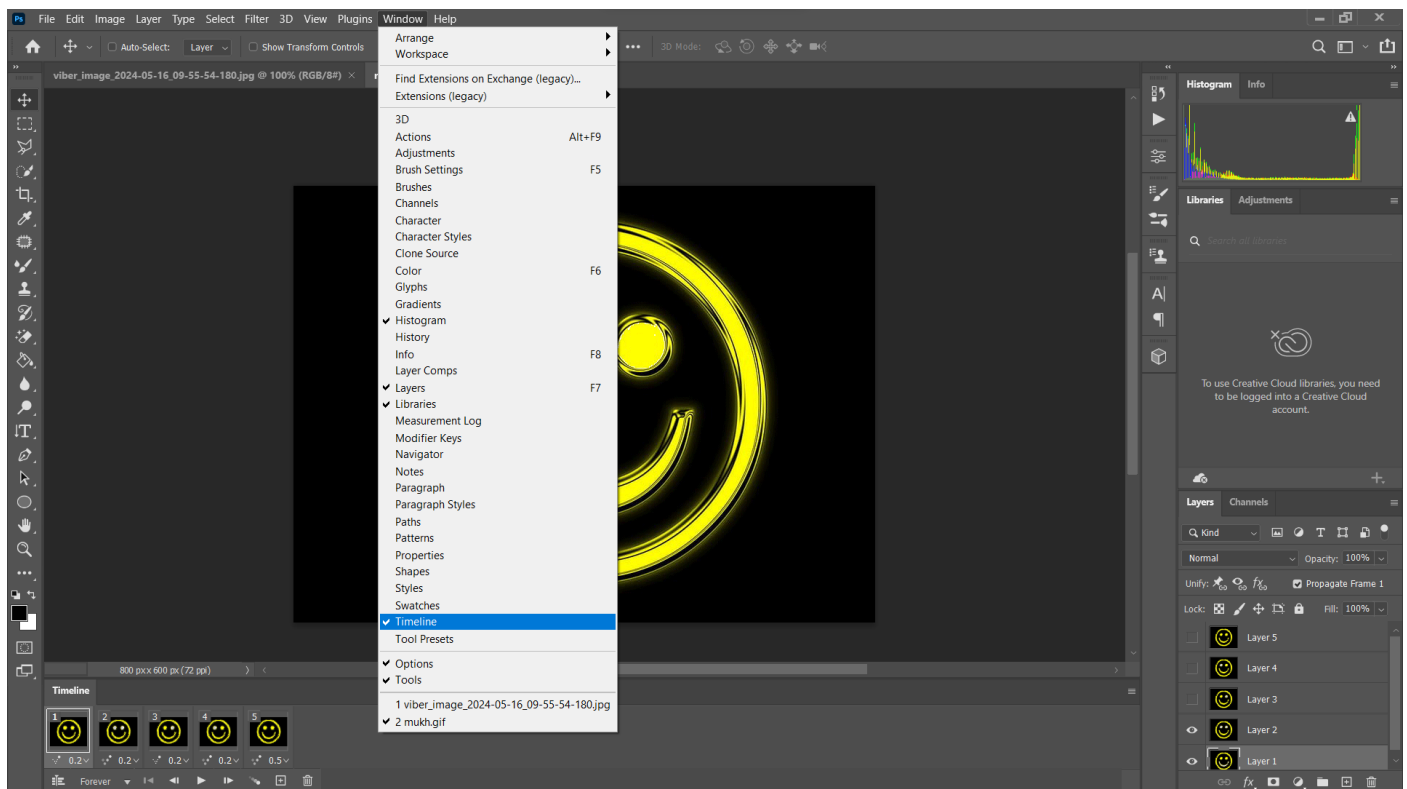 Ps File Edit Image Layer Type Select Filter 3D View Plugins Window Help
Auto-Select: Layer Show Transform Controls ••• 3D Mode:
viber_image_2024-05-16_09-55-54-180.jpg @ 100% (RGB/8#) ×
Arrange
Workspace
Find Extensions on Exchange (legacy)...
Extensions (legacy)
3D
Actions Alt+F9
Adjustments
Brush Settings F5
Brushes
Channels
Character
Character Styles
Clone Source
Color F6
Glyphs
Gradients
Histogram
History
Info F8
Layer Comps
Layers F7
Libraries
Measurement Log
Modifier Keys
Navigator
Notes
Paragraph
Paragraph Styles
Paths
Patterns
Properties
Shapes
Styles
Swatches
Timeline
Tool Presets
Options
Tools
1 viber_image_2024-05-16_09-55-54-180.jpg
2 mukh.gif
Histogram Info
Libraries Adjustments
Search all libraries
To use Creative Cloud libraries, you need
to be logged into a Creative Cloud
account.
Layers Channels
Kind
Normal Opacity: 100%
Unify: Propagate Frame 1
Lock: Fill: 100%
Layer 5
Layer 4
Layer 3
Layer 2
Layer 1
fx
800 px x 600 px (72 ppi)
Timeline
1 2 3 4 5
0.2 0.2 0.2 0.2 0.5
Forever